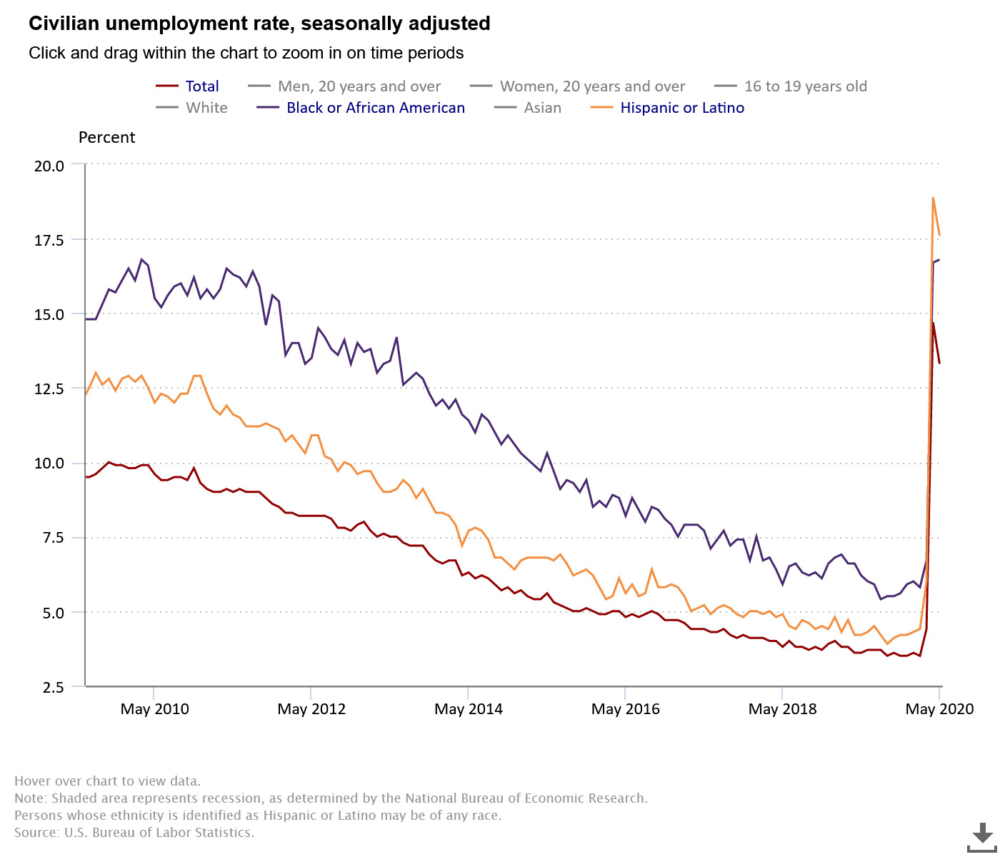 Civilian unemployment rate, seasonally adjusted
Click and drag within the chart to zoom in on time periods
Total Men, 20 years and over Women, 20 years and over 16 to 19 years old
White Black or African American Asian Hispanic or Latino
Percent
20.0
17.5
15.0
12.5
10.0
7.5
5.0
2.5
May 2010 May 2012 May 2014 May 2016 May 2018 May 2020
Hover over chart to view data.
Note: Shaded area represents recession, as determined by the National Bureau of Economic Research.
Persons whose ethnicity is identified as Hispanic or Latino may be of any race.
Source: U.S. Bureau of Labor Statistics.